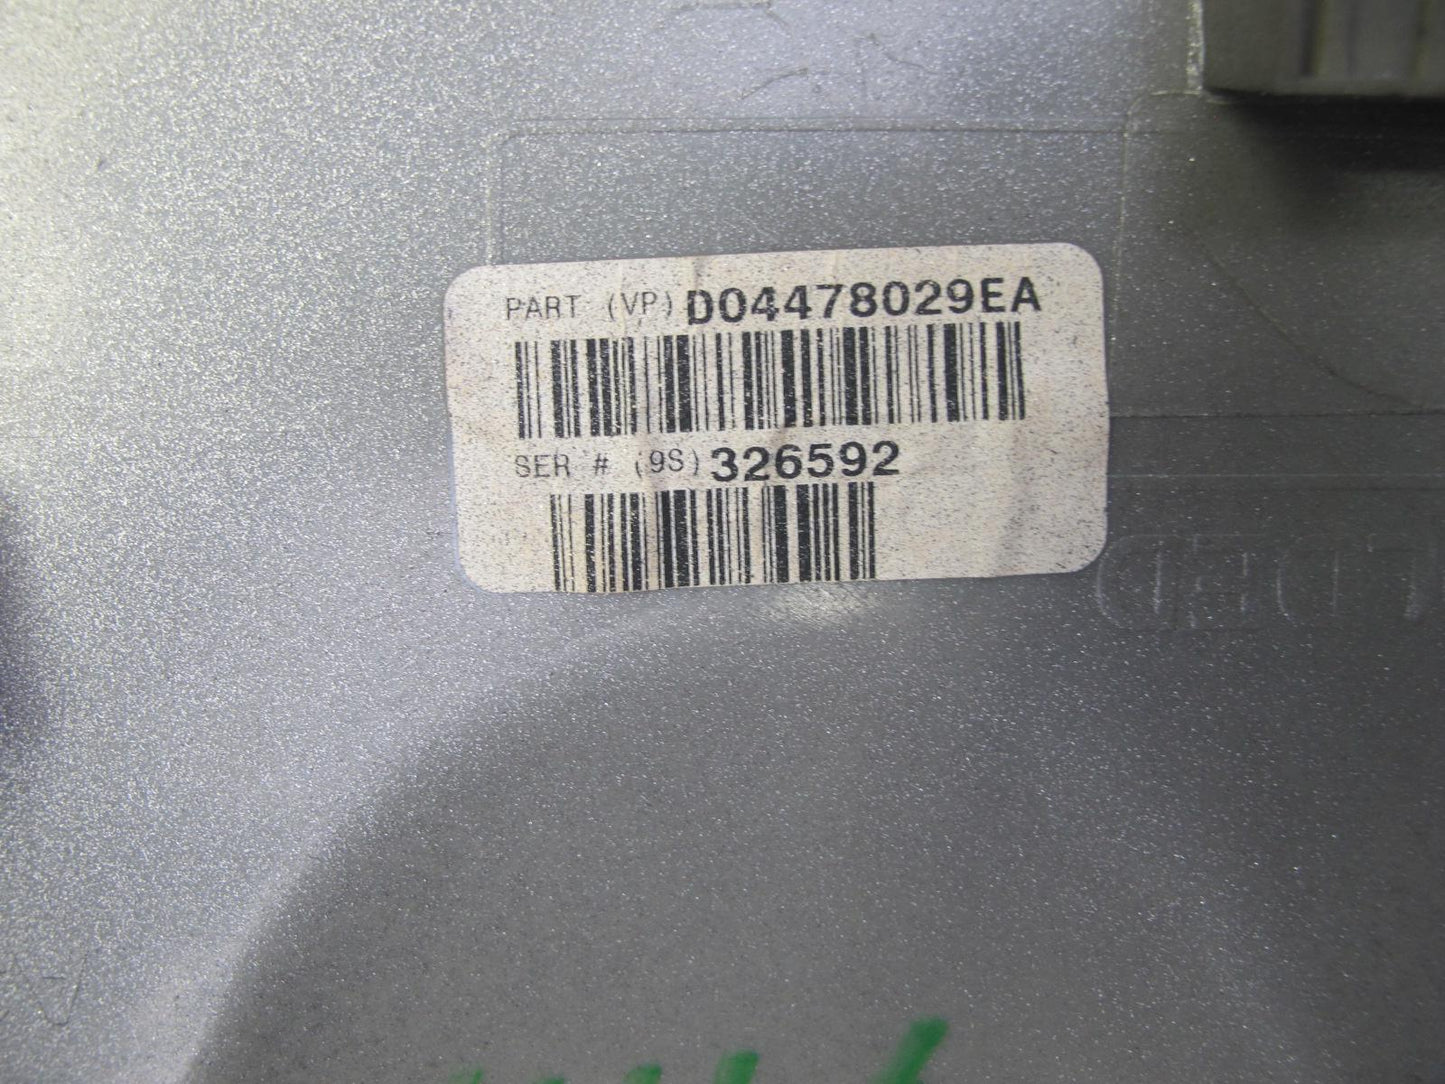 PART (VP) D04478029EA
SER # (9S) 326592